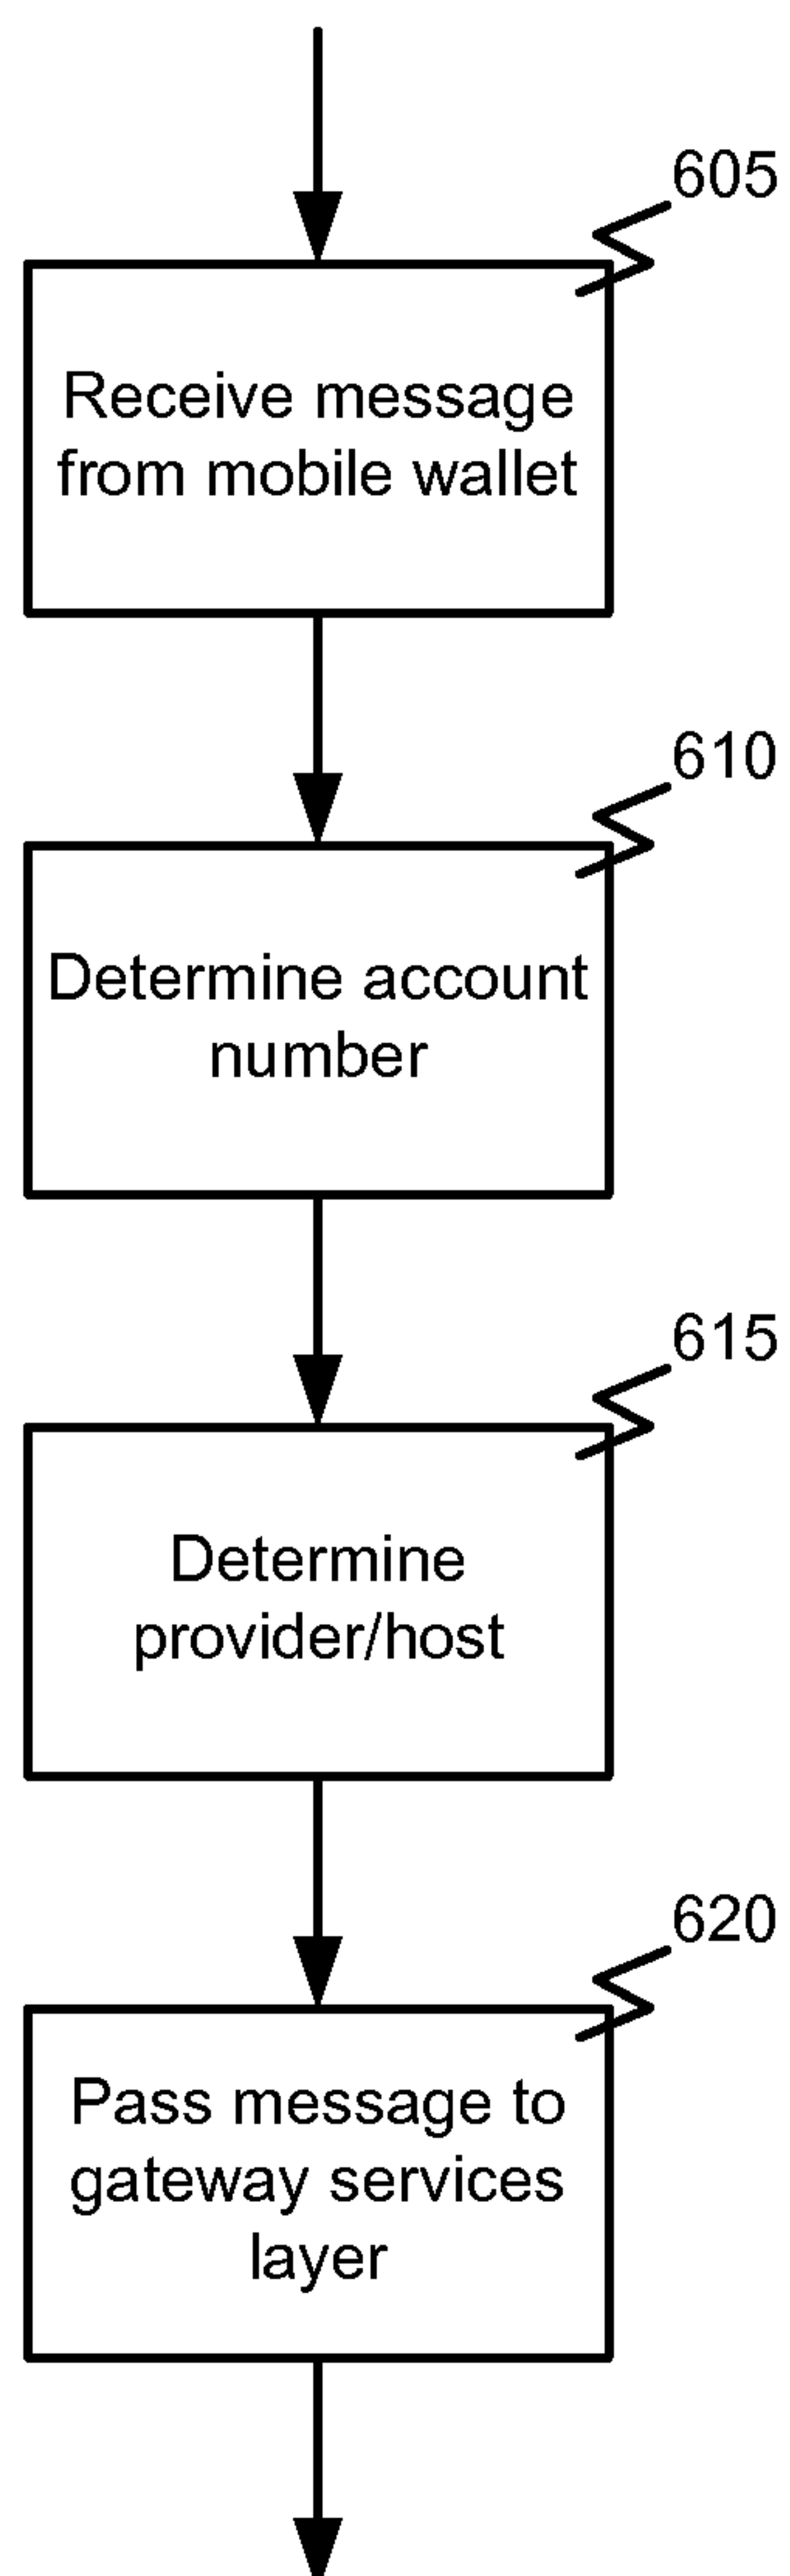 605
Receive message
from mobile wallet
610
Determine account
number
615
Determine
provider/host
620
Pass message to
gateway services
layer